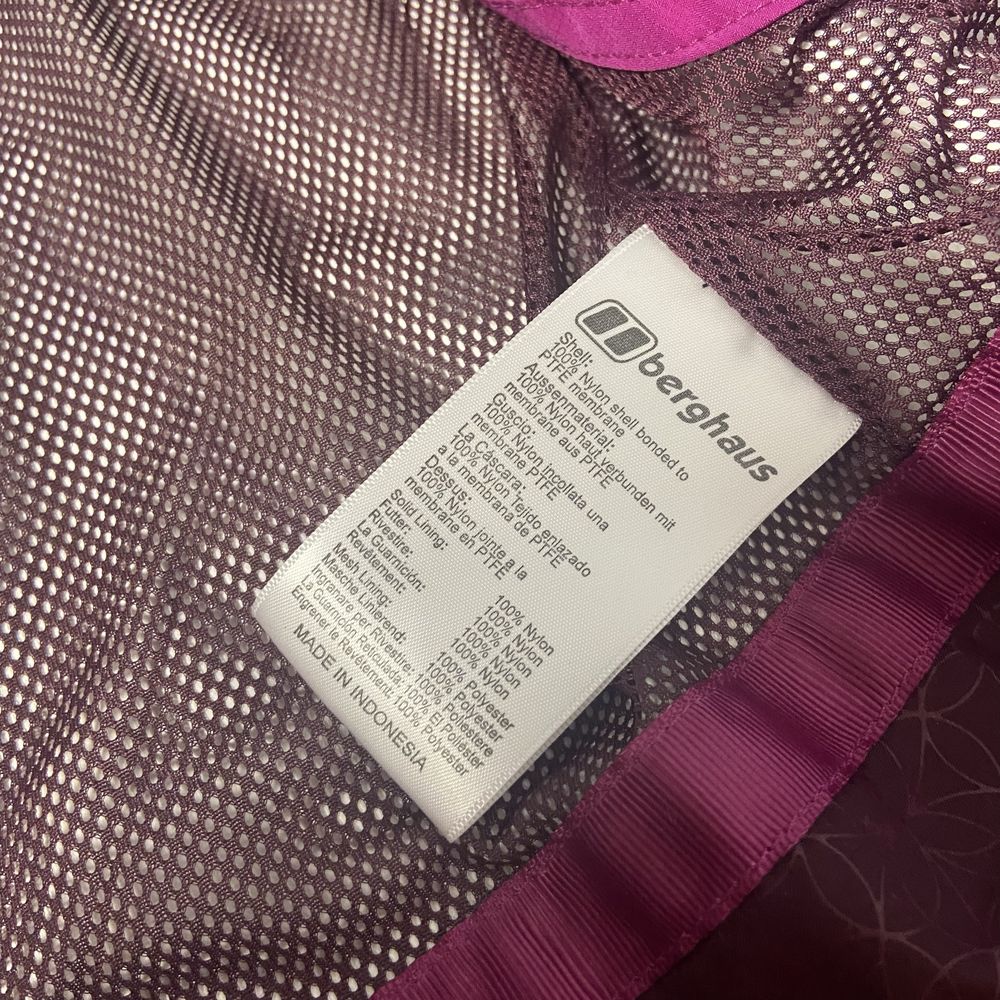 berghaus
Shell:
100% Nylon shell bonded to
PTFE membrane
Aussenmaterial:
100% Nylon haut verbunden mit
membrane aus PTFE
Guscio:
100% Nylon incollata una
membrane PTFE
La Cáscara:
100% Nylon Tejido enlazado
a la membrana de PTFE
Dessus:
100% Nylon jointe a la
membrane en PTFE
Solid Lining: 100% Nylon
Futter: 100% Nylon
Rivestire: 100% Nylon
La Guarnición: 100% Nylon
Revêtement: 100% Nylon
Mesh Lining: 100% Polyester
Masche Linierend: 100% Polyester
Ingranare per Rivestire: 100% Poliestere
La Guarnición Reticulada: 100% El Poliester
Engrener le Revêtement: 100% Polyester
MADE IN INDONESIA